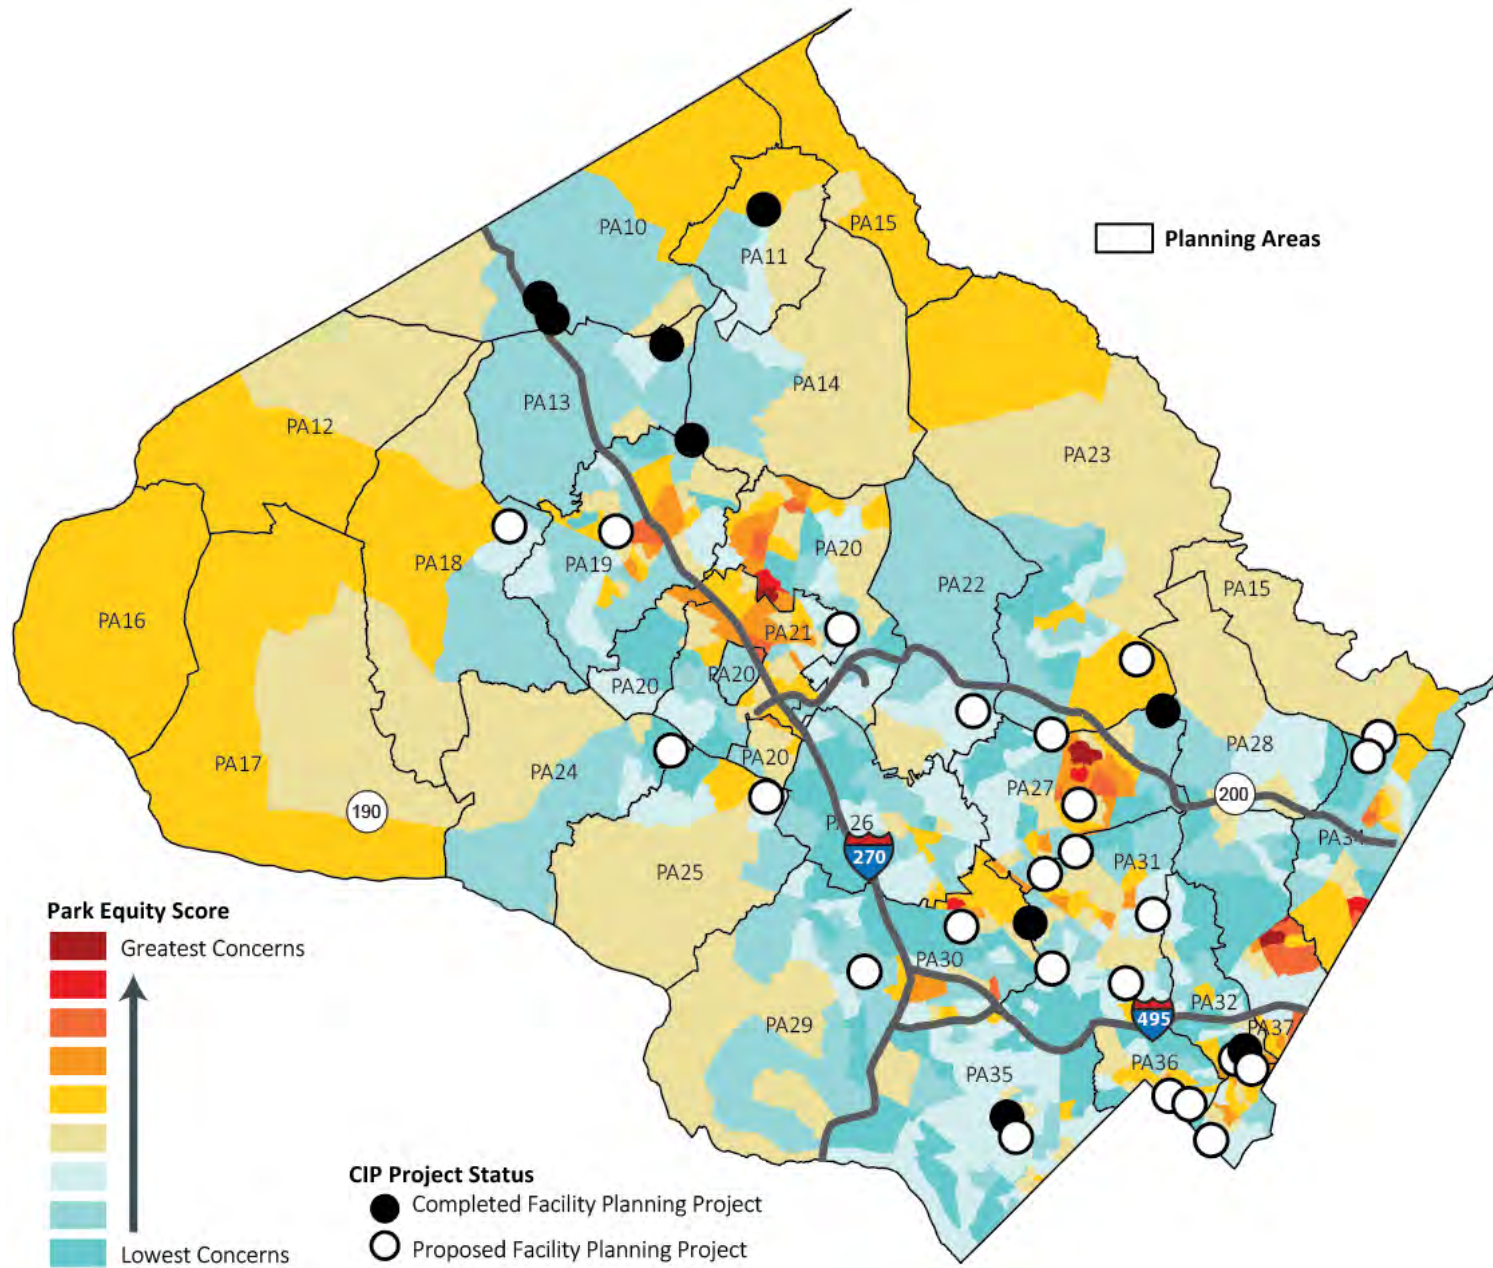 PA10
PA15
PA11
Planning Areas
PA14
PA13
PA12
PA23
PA20
PA18
PA19
PA22
PA15
PA16
PA21
PA20
PA20
PA28
PA17
PA24
PA20
PA27
190
200
PA26
PA34
270
PA31
PA25
Park Equity Score
Greatest Concerns
PA30
PA32
495
PA29
PA37
PA36
PA35
CIP Project Status
Completed Facility Planning Project
Proposed Facility Planning Project
Lowest Concerns